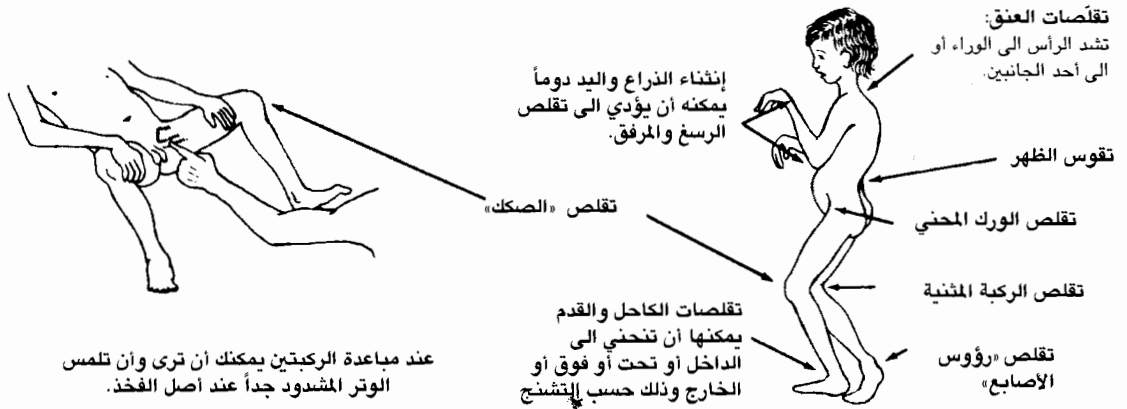 تقلّصات العنق:
تشد الرأس الى الوراء أو
الى أحد الجانبين.
إنثناء الذراع واليد دوماً
يمكنه أن يؤدي الى تقلص
الرسغ والمرفق.
تقوس الظهر
تقلص «الصكك»
تقلص الورك المحني
تقلص الركبة المثنية
تقلصات الكاحل والقدم
يمكنها أن تنحني الى
الداخل أو تحت أو فوق أو
الخارج وذلك حسب التشنج
تقلص «رؤوس
الأصابع»
عند مباعدة الركبتين يمكنك أن ترى وأن تلمس
الوتر المشدود جداً عند أصل الفخذ.